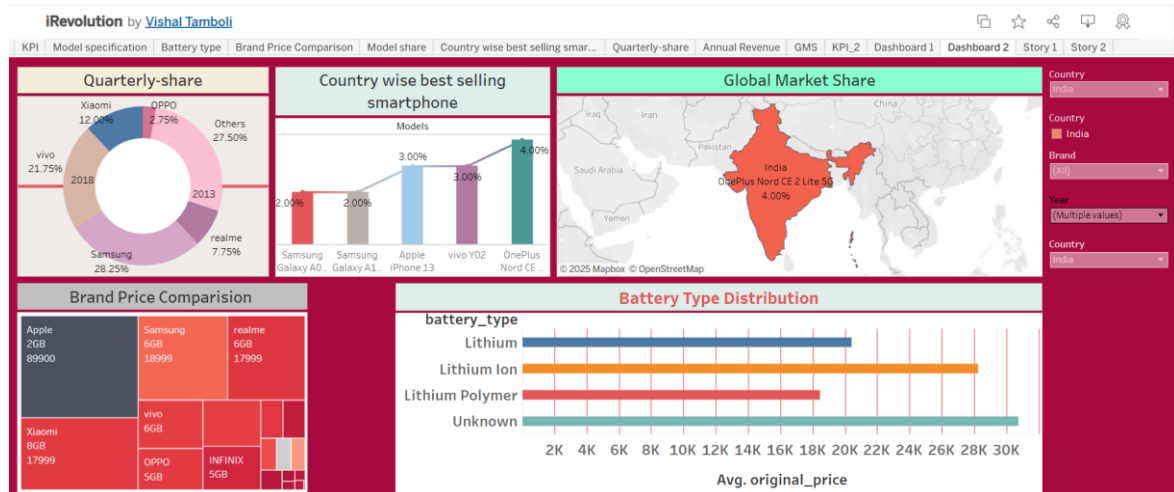 iRevolution by Vishal Tamboli
KPI Model specification Battery type Brand Price Comparison Model share Country wise best selling smar... Quarterly-share Annual Revenue GMS KPI_2 Dashboard 1 Dashboard 2 Story 1 Story 2
Quarterly-share
Xiaomi
12.00%
OPPO
2.75%
Others
27.50%
vivo
21.75%
2018
2013
realme
7.75%
Samsung
28.25%
Country wise best selling
smartphone
Models
2.00%
2.00%
3.00%
3.00%
4.00%
Samsung
Galaxy A0..
Samsung
Galaxy A1..
Apple
iPhone 13
vivo Y02
OnePlus
Nord CE ..
Global Market Share
Iraq
Iran
China
Pakistan
Saudi Arabia
Yemen
India
OnePlus Nord CE 2 Lite 5G
4.00%
© 2025 Mapbox © OpenStreetMap
Country
India
Country
India
Brand
(All)
Year
(Multiple values)
Country
India
Brand Price Comparision
Apple
2GB
89900
Samsung
6GB
18999
realme
6GB
17999
Xiaomi
8GB
17999
vivo
6GB
OPPO
5GB
INFINIX
5GB
Battery Type Distribution
battery_type
Lithium
Lithium Ion
Lithium Polymer
Unknown
2K 4K 6K 8K 10K 12K 14K 16K 18K 20K 22K 24K 26K 28K 30K
Avg. original_price